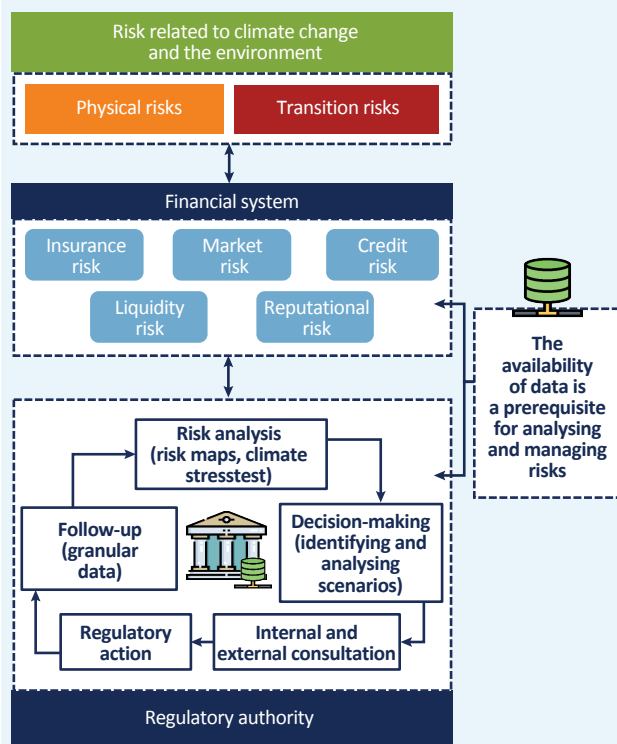 Risk related to climate change
and the environment
Physical risks
Transition risks
Financial system
Insurance
risk
Market
risk
Credit
risk
Liquidity
risk
Reputational
risk
The
availability
of data is
a prerequisite
for analysing
and managing
risks
Risk analysis
(risk maps, climate
stresstest)
Follow-up
(granular
data)
Decision-making
(identifying and
analysing
scenarios)
Regulatory
action
Internal and
external consultation
Regulatory authority